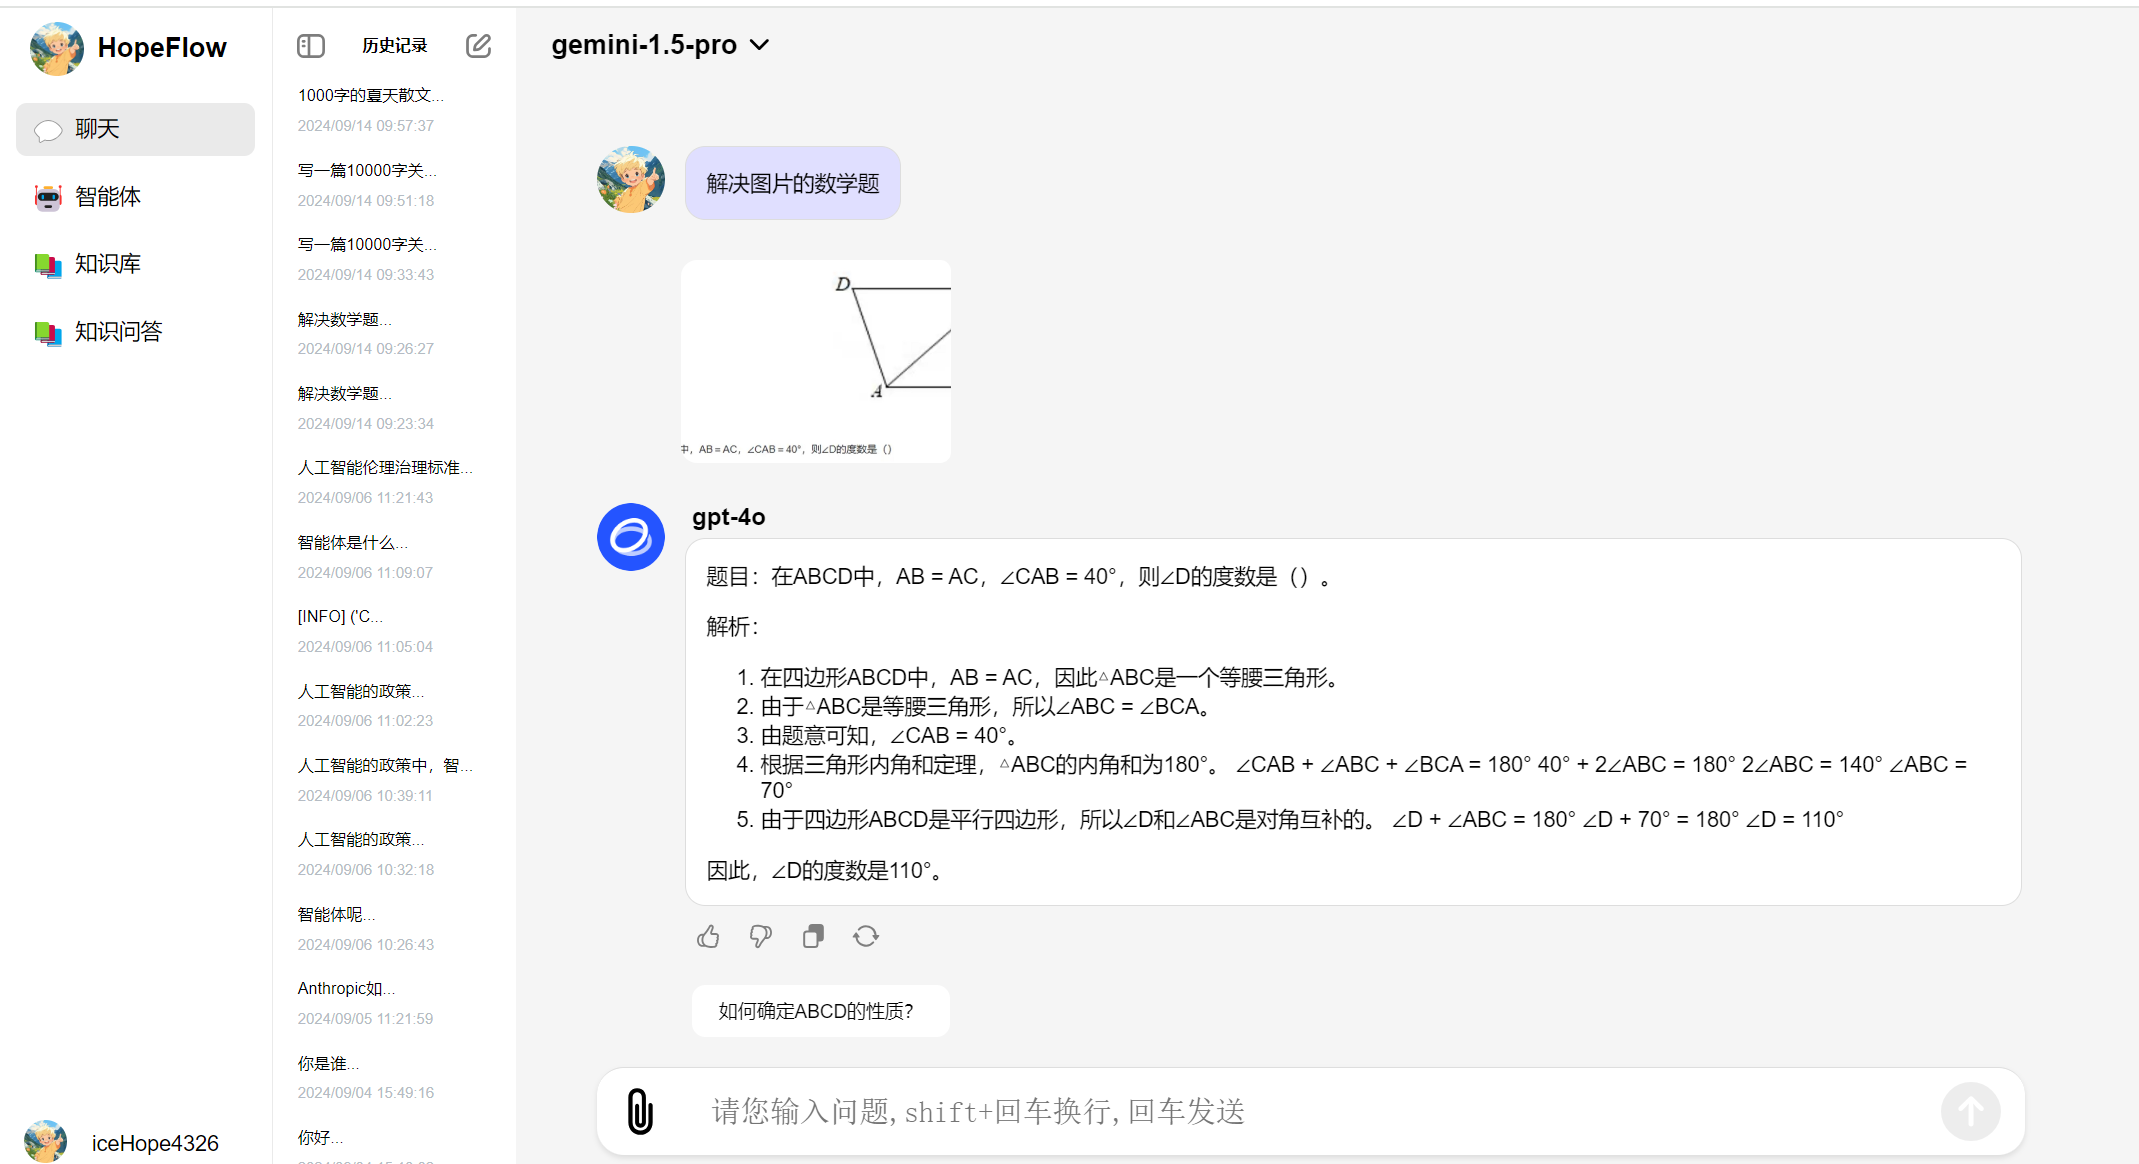 HopeFlow
聊天
智能体
知识库
知识问答
iceHope4326
历史记录
1000字的夏天散文...
2024/09/14 09:57:37
写一篇10000字关...
2024/09/14 09:51:18
写一篇10000字关...
2024/09/14 09:33:43
解决数学题...
2024/09/14 09:26:27
解决数学题...
2024/09/14 09:23:34
人工智能伦理治理标准...
2024/09/06 11:21:43
智能体是什么...
2024/09/06 11:09:07
[INFO] ('C...
2024/09/06 11:05:04
人工智能的政策...
2024/09/06 11:02:23
人工智能的政策中，智...
2024/09/06 10:39:11
人工智能的政策...
2024/09/06 10:32:18
智能体呢...
2024/09/06 10:26:43
Anthropic如...
2024/09/05 11:21:59
你是谁...
2024/09/04 15:49:16
你好...
gemini-1.5-pro
解决图片的数学题
D
A
中，AB＝AC，∠CAB＝40°，则∠D的度数是（）
gpt-4o
题目：在ABCD中，AB = AC，∠CAB = 40°，则∠D的度数是（）。
解析：
1. 在四边形ABCD中，AB = AC，因此△ABC是一个等腰三角形。
2. 由于△ABC是等腰三角形，所以∠ABC = ∠BCA。
3. 由题意可知，∠CAB = 40°。
4. 根据三角形内角和定理，△ABC的内角和为180°。 ∠CAB + ∠ABC + ∠BCA = 180° 40° + 2∠ABC = 180° 2∠ABC = 140° ∠ABC =
70°
5. 由于四边形ABCD是平行四边形，所以∠D和∠ABC是对角互补的。 ∠D + ∠ABC = 180° ∠D + 70° = 180° ∠D = 110°
因此，∠D的度数是110°。
如何确定ABCD的性质？
请您输入问题,shift+回车换行,回车发送